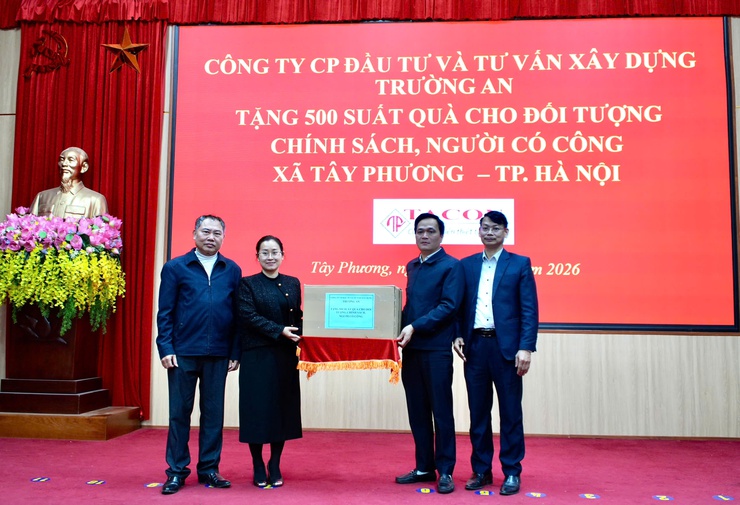 CÔNG TY CP ĐẦU TƯ VÀ TƯ VẤN XÂY DỰNG
TRƯỜNG AN
TẶNG 500 SUẤT QUÀ CHO ĐỐI TƯỢNG
CHÍNH SÁCH, NGƯỜI CÓ CÔNG
XÃ TÂY PHƯƠNG – TP. HÀ NỘI
Tây Phương, 2026